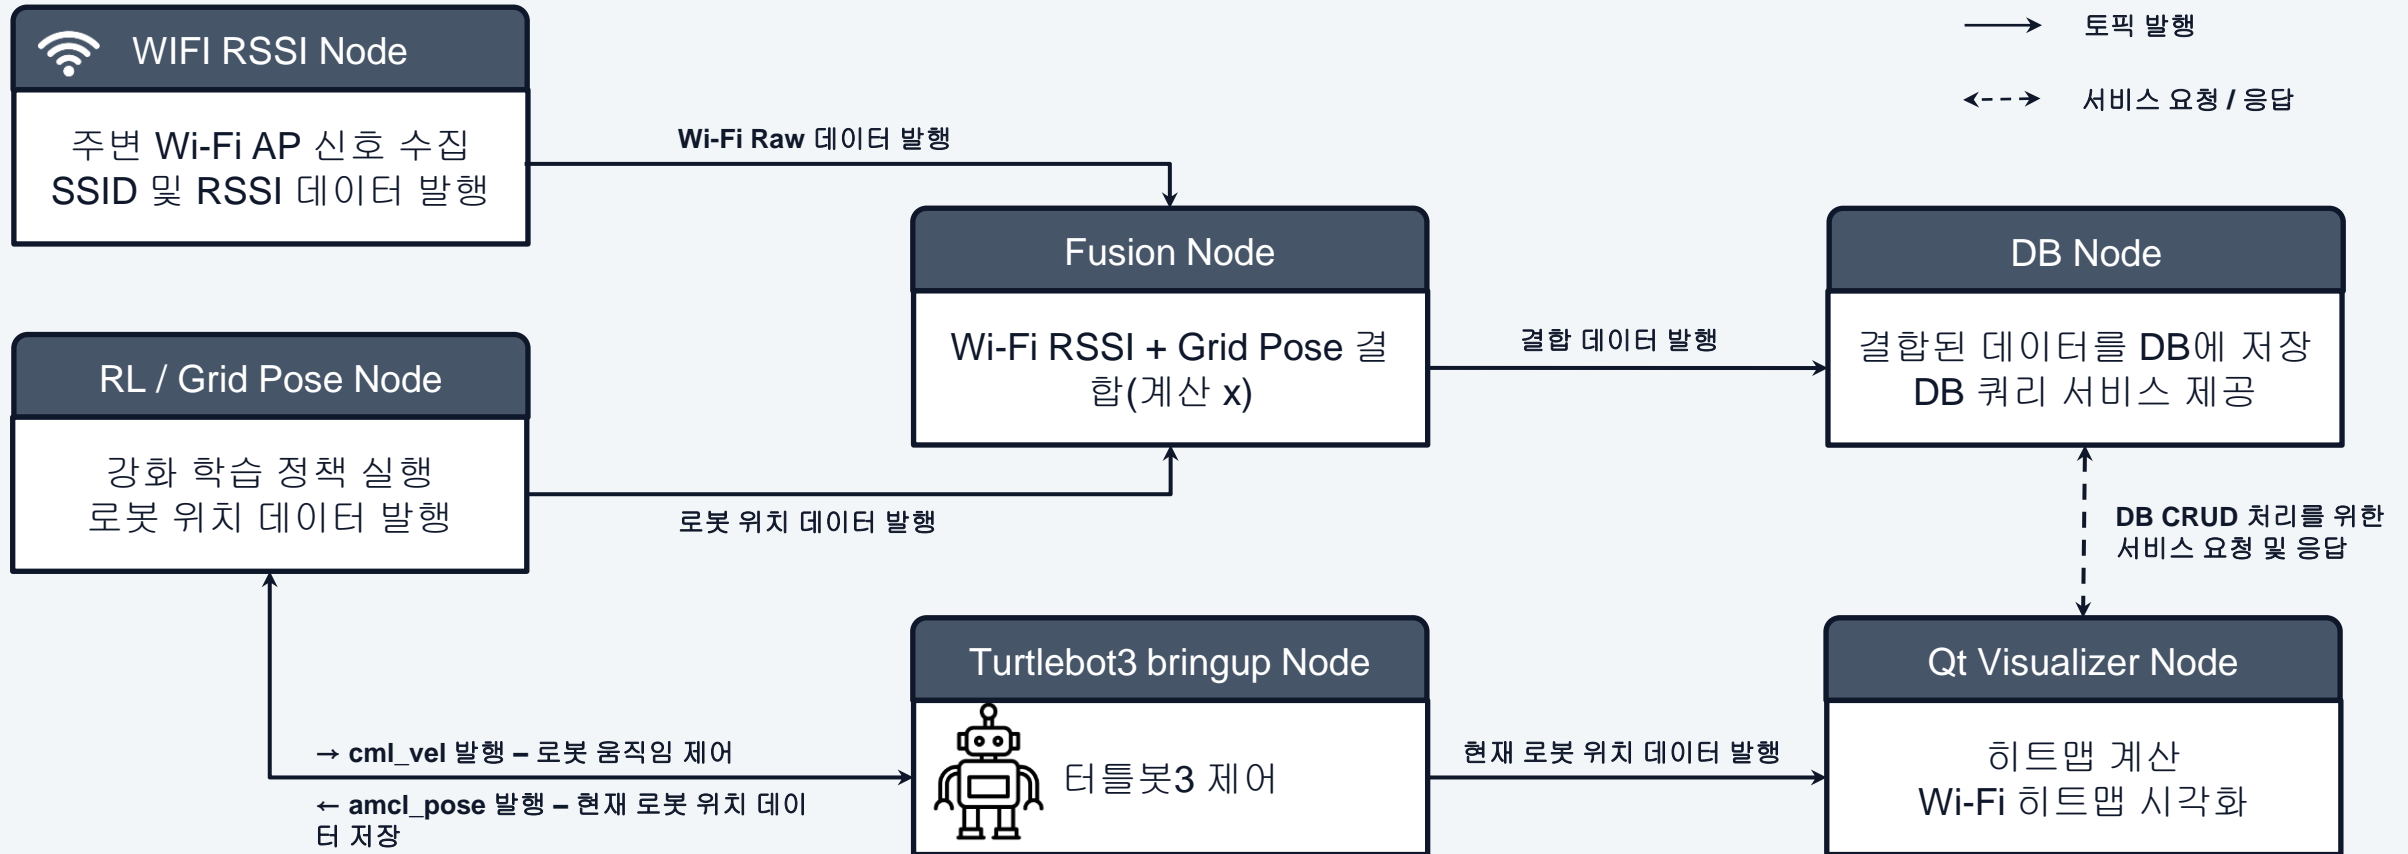 WIFI RSSI Node
주변 Wi-Fi AP 신호 수집
SSID 및 RSSI 데이터 발행
Wi-Fi Raw 데이터 발행
토픽 발행
서비스 요청 / 응답
Fusion Node
Wi-Fi RSSI + Grid Pose 결
합(계산 x)
결합 데이터 발행
DB Node
결합된 데이터를 DB에 저장
DB 쿼리 서비스 제공
RL / Grid Pose Node
강화 학습 정책 실행
로봇 위치 데이터 발행
로봇 위치 데이터 발행
DB CRUD 처리를 위한
서비스 요청 및 응답
→ cml_vel 발행 – 로봇 움직임 제어
← amcl_pose 발행 – 현재 로봇 위치 데이
터 저장
Turtlebot3 bringup Node
터틀봇3 제어
현재 로봇 위치 데이터 발행
Qt Visualizer Node
히트맵 계산
Wi-Fi 히트맵 시각화